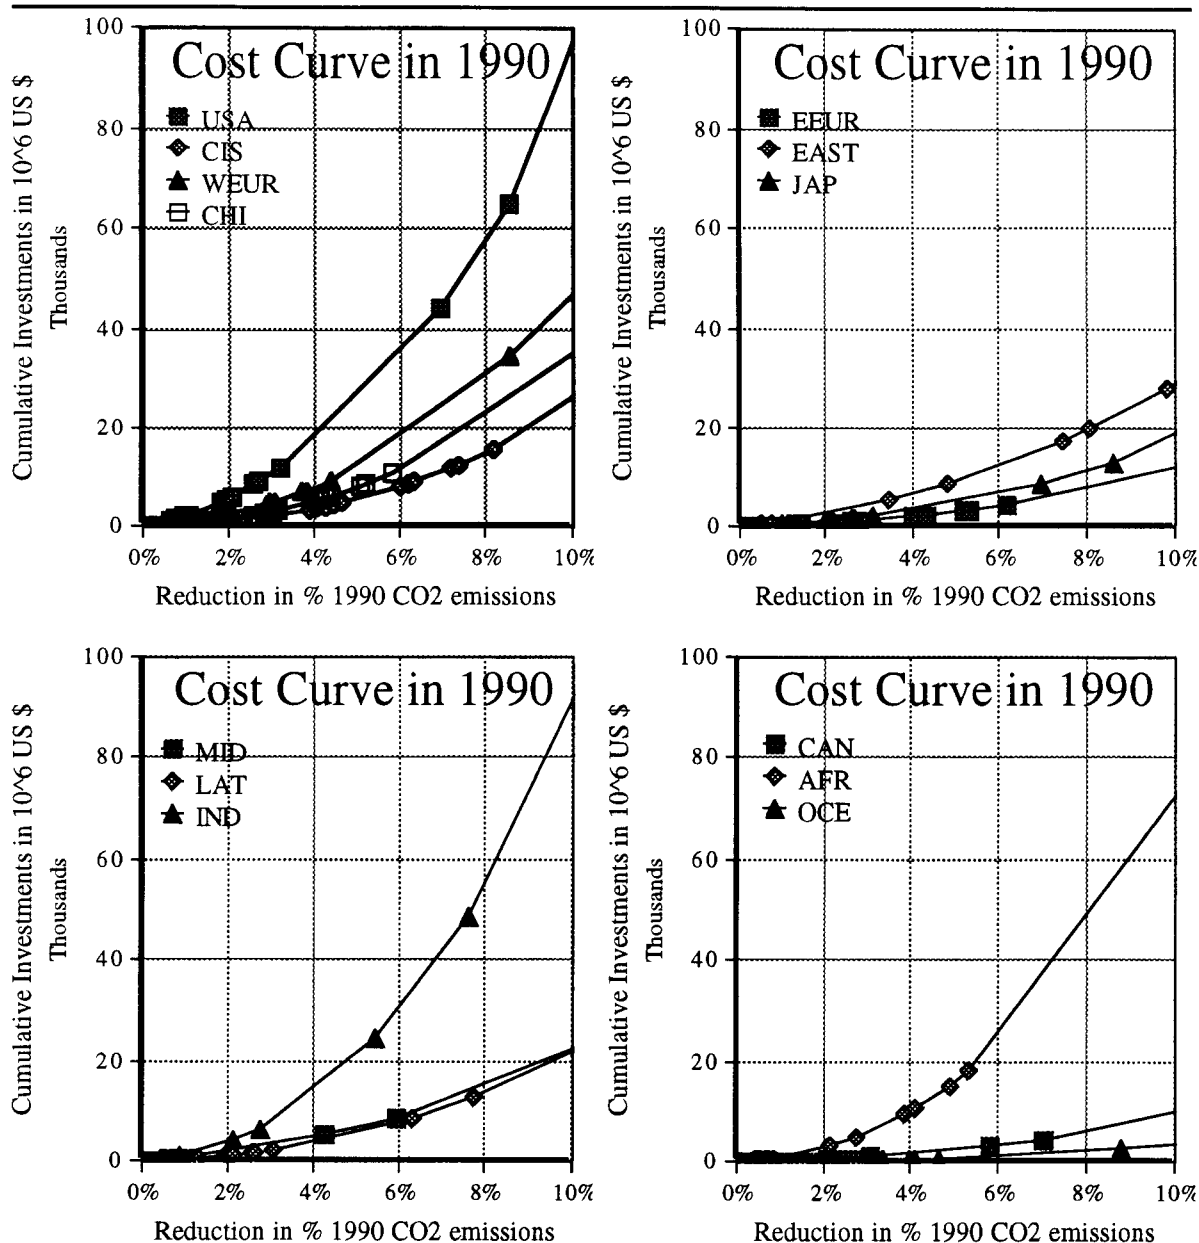 Cost Curve in 1990
Cumulative Investments in 10^6 US $
Thousands
100
80
60
40
20
0
USA
CIS
WEUR
CHI
0% 2% 4% 6% 8% 10%
Reduction in % 1990 CO2 emissions
Cost Curve in 1990
Cumulative Investments in 10^6 US $
Thousands
100
80
60
40
20
0
EEUR
EAST
JAP
0% 2% 4% 6% 8% 10%
Reduction in % 1990 CO2 emissions
Cost Curve in 1990
Cumulative Investments in 10^6 US $
Thousands
100
80
60
40
20
0
MID
LAT
IND
0% 2% 4% 6% 8% 10%
Reduction in % 1990 CO2 emissions
Cost Curve in 1990
Cumulative Investments in 10^6 US $
Thousands
100
80
60
40
20
0
CAN
AFR
OCE
0% 2% 4% 6% 8% 10%
Reduction in % 1990 CO2 emissions